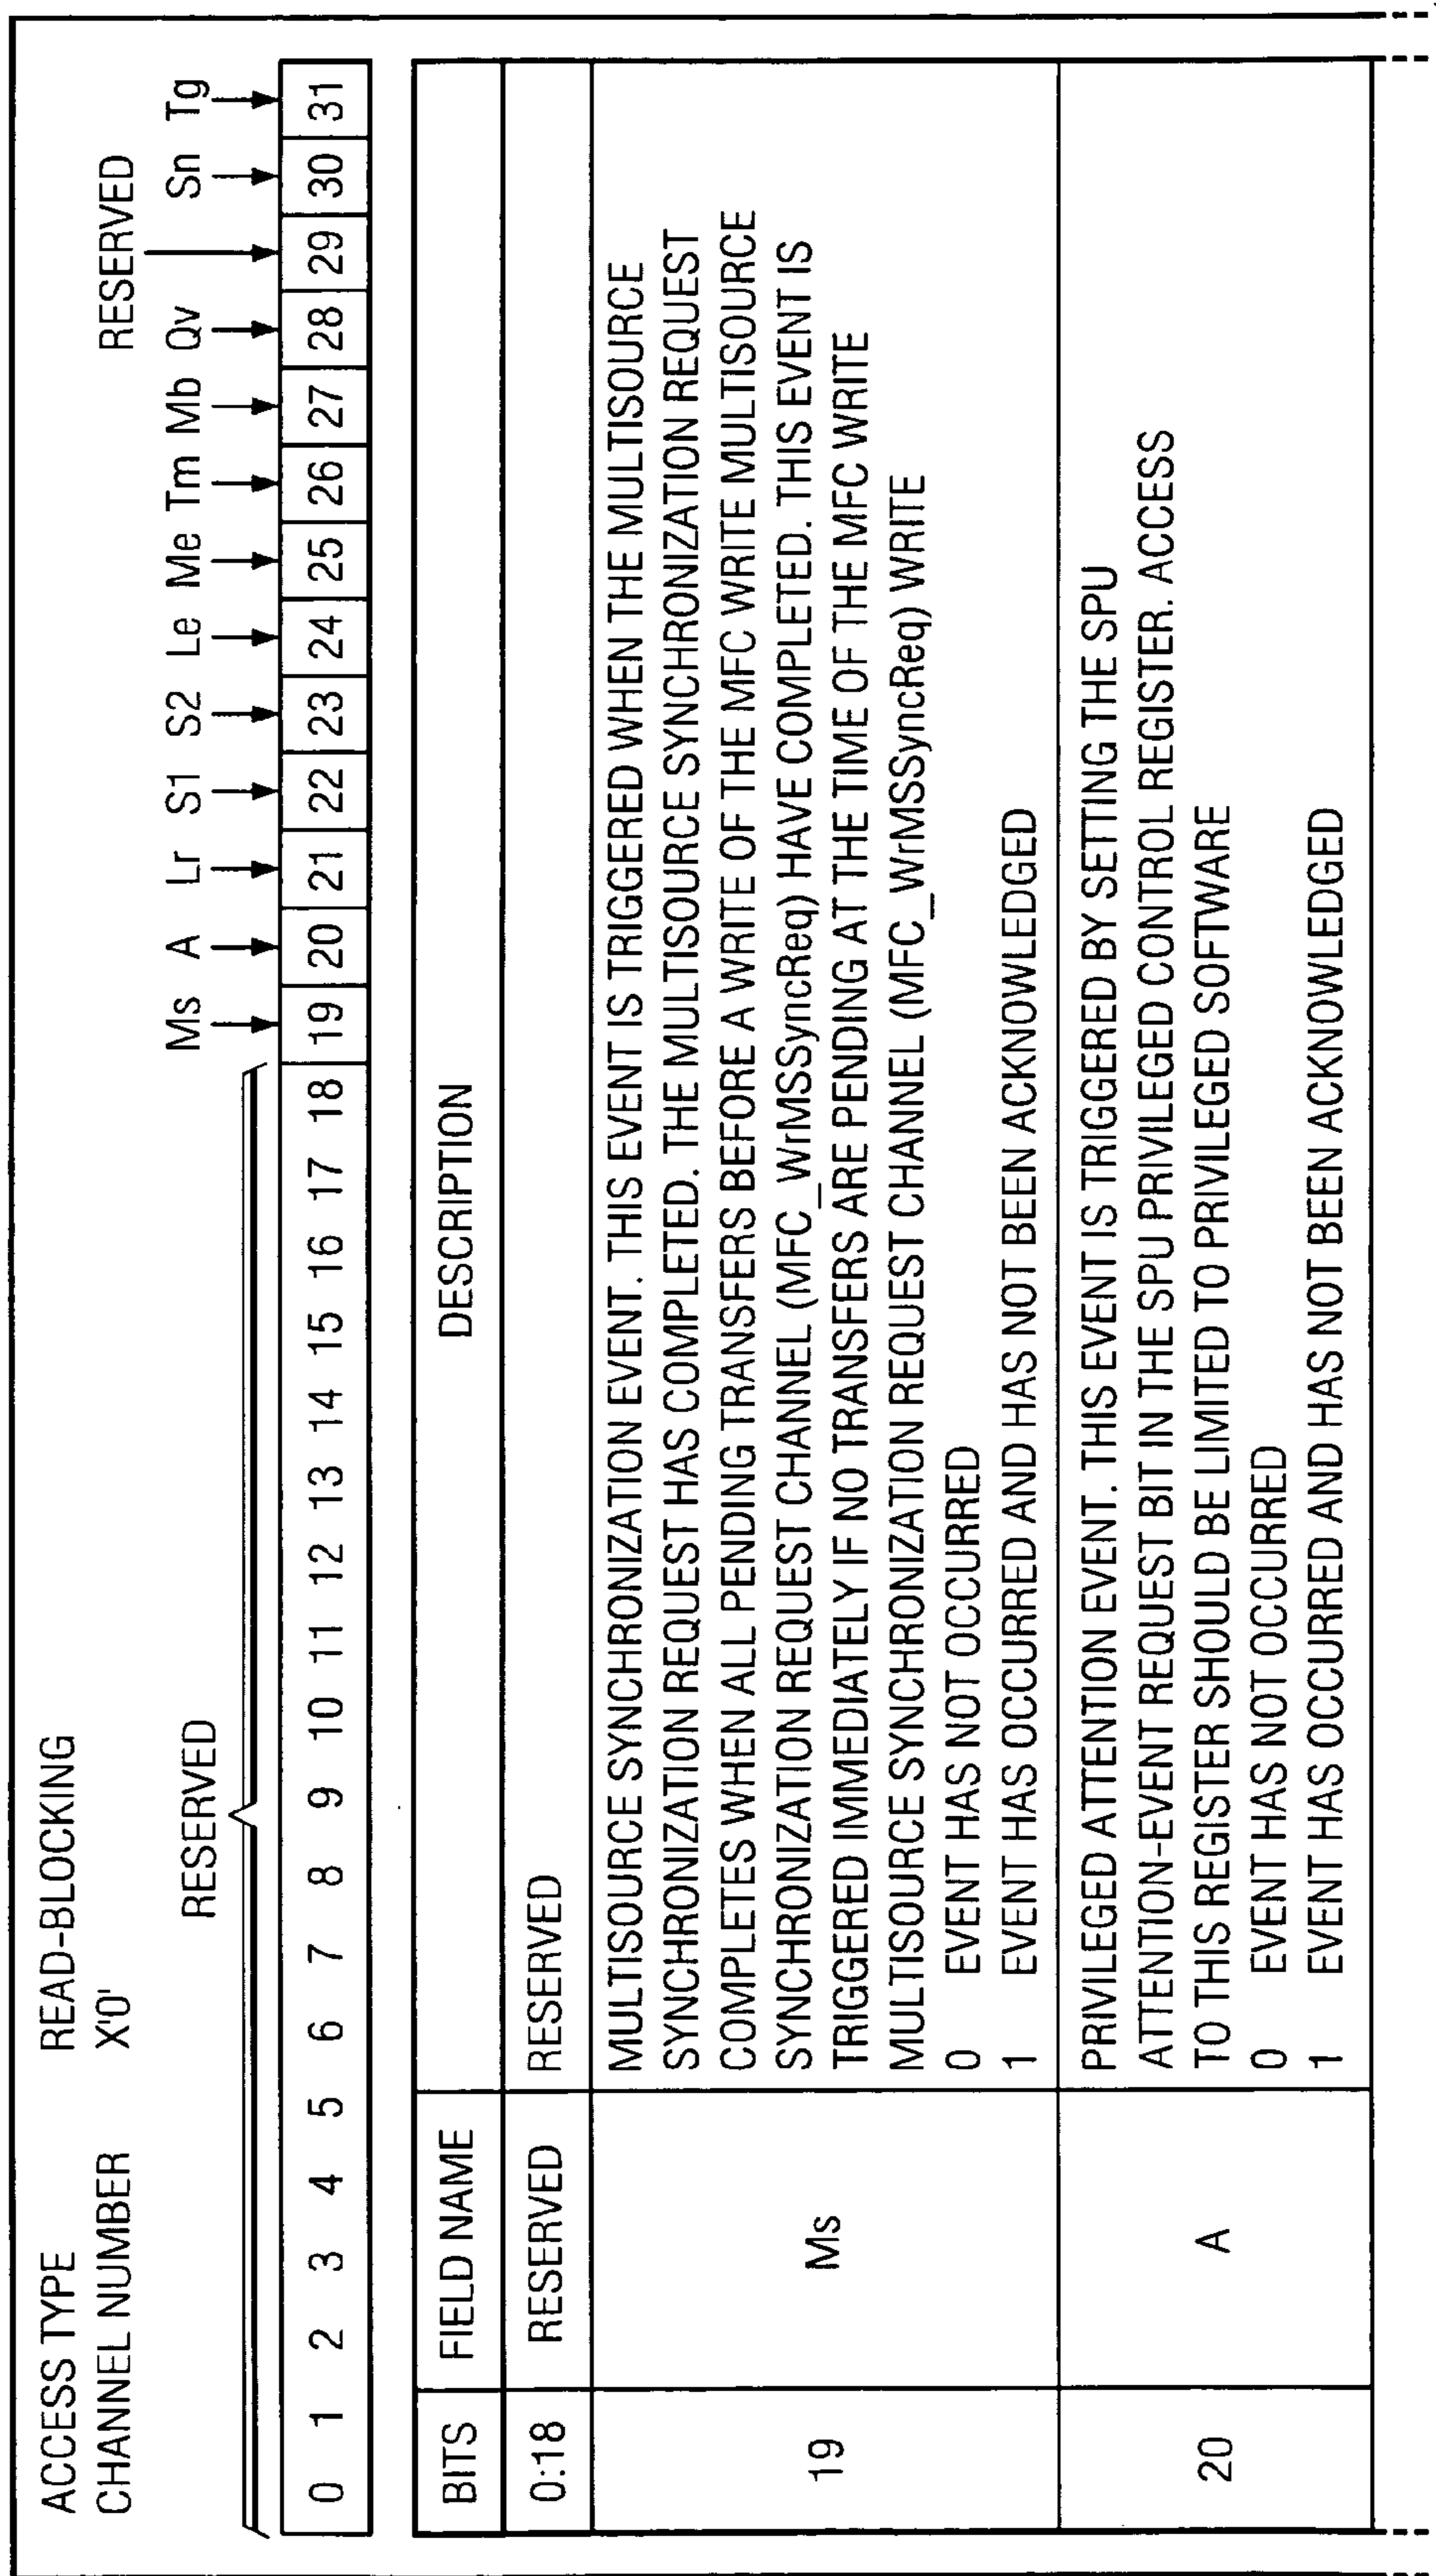 ACCESS TYPE READ-BLOCKING
CHANNEL NUMBER X'0'
RESERVED
RESERVED
Ms A Lr S1 S2 Le Me Tm Mb Qv Sn Tg
0 1 2 3 4 5 6 7 8 9 10 11 12 13 14 15 16 17 18 19 20 21 22 23 24 25 26 27 28 29 30 31
BITS FIELD NAME DESCRIPTION
0:18 RESERVED RESERVED
19 Ms
MULTISOURCE SYNCHRONIZATION EVENT. THIS EVENT IS TRIGGERED WHEN THE MULTISOURCE
SYNCHRONIZATION REQUEST HAS COMPLETED. THE MULTISOURCE SYNCHRONIZATION REQUEST
COMPLETES WHEN ALL PENDING TRANSFERS BEFORE A WRITE OF THE MFC WRITE MULTISOURCE
SYNCHRONIZATION REQUEST CHANNEL (MFC_WrMSSyncReq) HAVE COMPLETED. THIS EVENT IS
TRIGGERED IMMEDIATELY IF NO TRANSFERS ARE PENDING AT THE TIME OF THE MFC WRITE
MULTISOURCE SYNCHRONIZATION REQUEST CHANNEL (MFC_WrMSSyncReq) WRITE
0 EVENT HAS NOT OCCURRED
1 EVENT HAS OCCURRED AND HAS NOT BEEN ACKNOWLEDGED
20 A
PRIVILEGED ATTENTION EVENT. THIS EVENT IS TRIGGERED BY SETTING THE SPU
ATTENTION-EVENT REQUEST BIT IN THE SPU PRIVILEGED CONTROL REGISTER. ACCESS
TO THIS REGISTER SHOULD BE LIMITED TO PRIVILEGED SOFTWARE
0 EVENT HAS NOT OCCURRED
1 EVENT HAS OCCURRED AND HAS NOT BEEN ACKNOWLEDGED